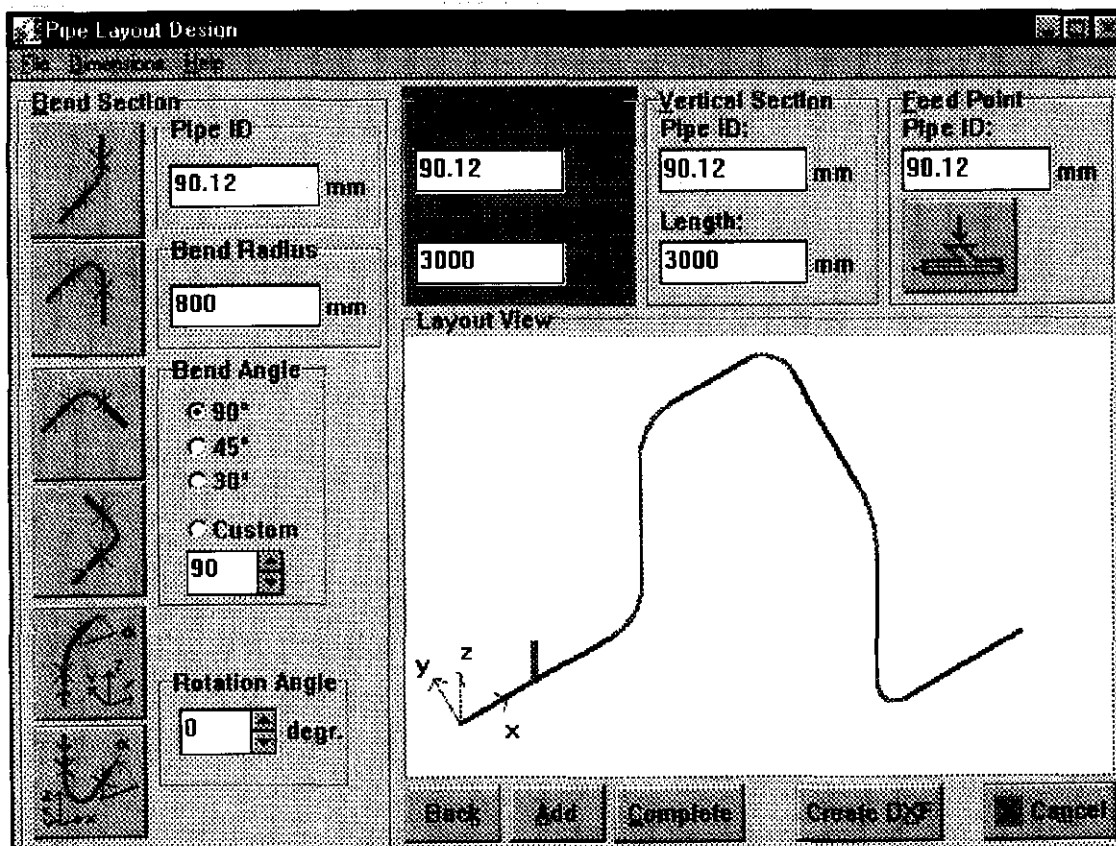 Pipe Layout Design
File Dimensions Help
Bend Section
Pipe ID
90.12 mm
Bend Radius
800 mm
Bend Angle
90°
45°
30°
Custom
90
Rotation Angle
0 degr.
90.12
3000
Vertical Section
Pipe ID:
90.12 mm
Length:
3000 mm
Feed Point
Pipe ID:
90.12 mm
Layout View
y
z
x
Back Add Complete Create DXF Cancel